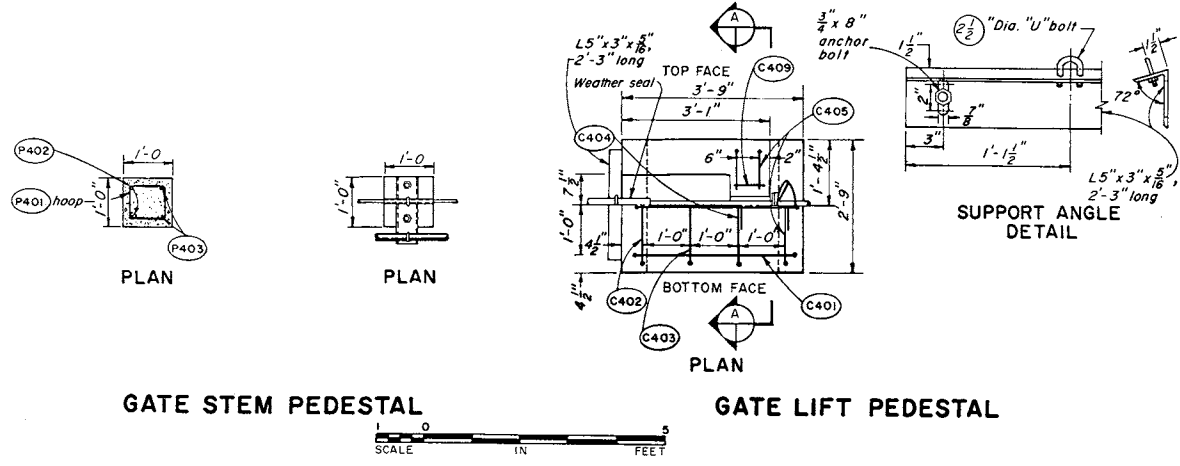 P402
P401 hoop
1'-0
1'-0"
P403
PLAN
1'-0
1'-0"
PLAN
GATE STEM PEDESTAL
L5"x3"x5/16",
2'-3" long
Weather seal
A
TOP FACE
C409
3'-9"
3'-1"
C405
C404
6"
2"
7 1/2"
1'-4 1/2"
2'-9"
1'-0"
4 1/2"
1'-0"
1'-0"
1'-0"
4 1/2"
BOTTOM FACE
C402
C401
C403
A
PLAN
GATE LIFT PEDESTAL
3/4" x 8"
anchor
bolt
2 1/2 "Dia. "U" bolt
1 1/2"
1 1/2"
2"
7/8"
72°
3"
1'-1 1/2"
L5"x3"x5/16",
2'-3" long
SUPPORT ANGLE
DETAIL
1 0 5
SCALE IN FEET